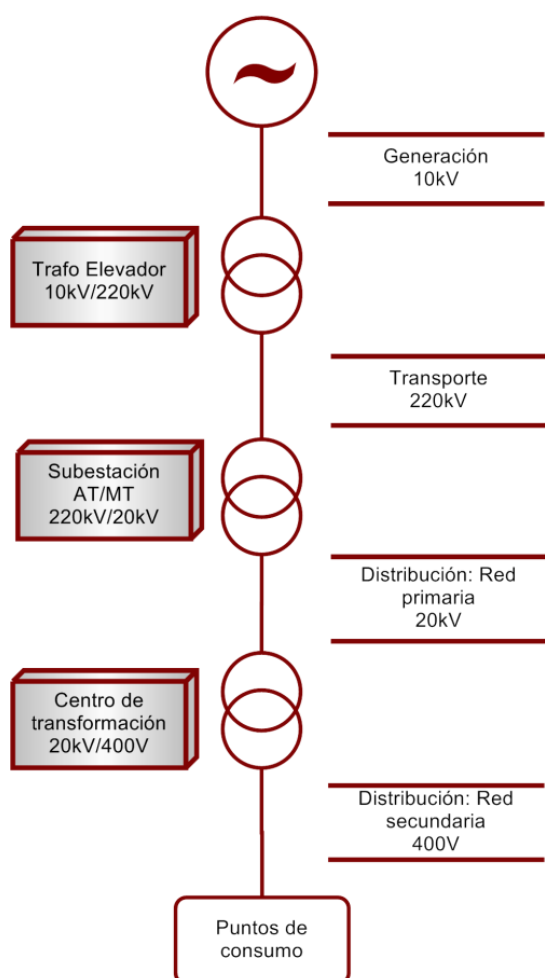 Generación
10kV
Trafo Elevador
10kV/220kV
Transporte
220kV
Subestación
AT/MT
220kV/20kV
Distribución: Red
primaria
20kV
Centro de
transformación
20kV/400V
Distribución: Red
secundaria
400V
Puntos de
consumo